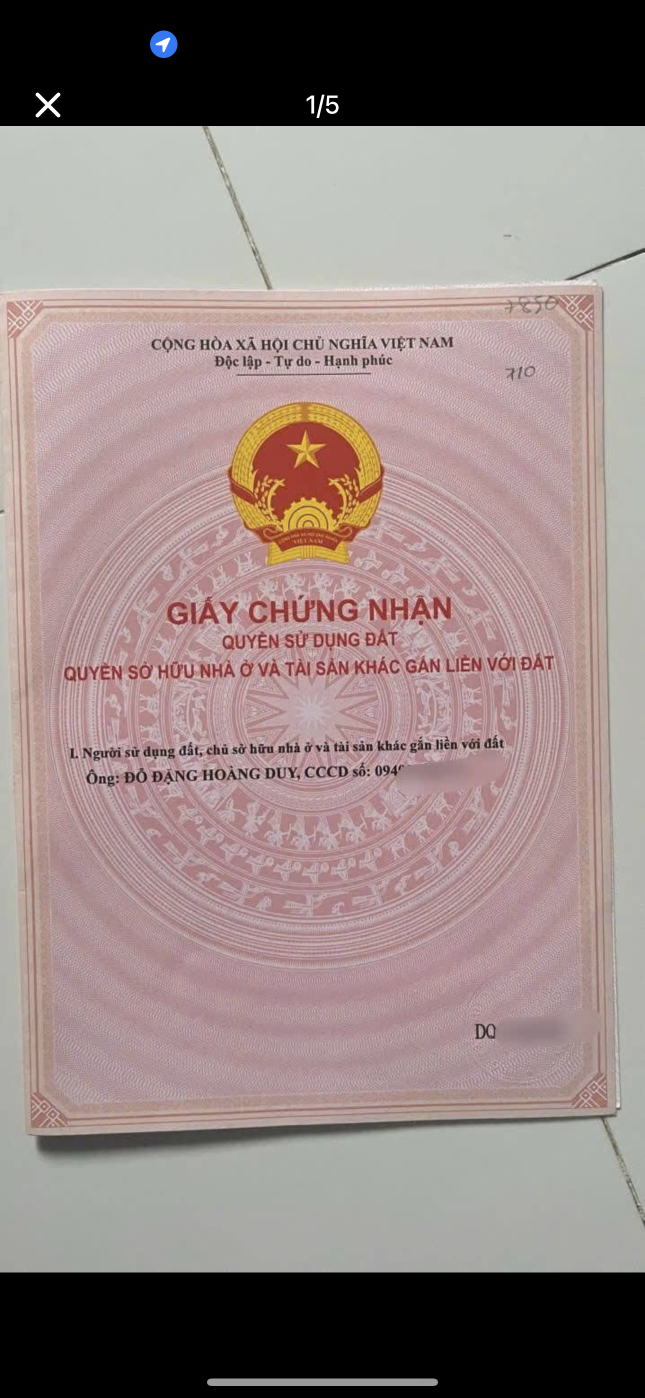 1/5
7850
CỘNG HÒA XÃ HỘI CHỦ NGHĨA VIỆT NAM
Độc lập - Tự do - Hạnh phúc
710
VIỆT NAM
GIẤY CHỨNG NHẬN
QUYỀN SỬ DỤNG ĐẤT
QUYỀN SỞ HỮU NHÀ Ở VÀ TÀI SẢN KHÁC GẮN LIỀN VỚI ĐẤT
I. Người sử dụng đất, chủ sở hữu nhà ở và tài sản khác gắn liền với đất
Ông: ĐỖ ĐẶNG HOÀNG DUY, CCCD số: 094
DQ